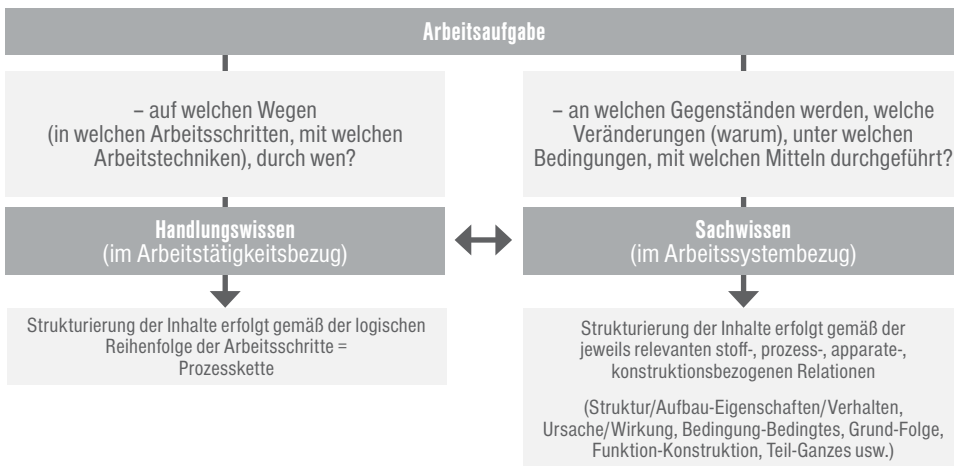 Arbeitsaufgabe
– auf welchen Wegen
(in welchen Arbeitsschritten, mit welchen
Arbeitstechniken), durch wen?
– an welchen Gegenständen werden, welche
Veränderungen (warum), unter welchen
Bedingungen, mit welchen Mitteln durchgeführt?
Handlungswissen
(im Arbeitstätigkeitsbezug)
Sachwissen
(im Arbeitssystembezug)
Strukturierung der Inhalte erfolgt gemäß der logischen
Reihenfolge der Arbeitsschritte =
Prozesskette
Strukturierung der Inhalte erfolgt gemäß der
jeweils relevanten stoff-, prozess-, apparate-,
konstruktionsbezogenen Relationen
(Struktur/Aufbau-Eigenschaften/Verhalten,
Ursache/Wirkung, Bedingung-Bedingtes, Grund-Folge,
Funktion-Konstruktion, Teil-Ganzes usw.)